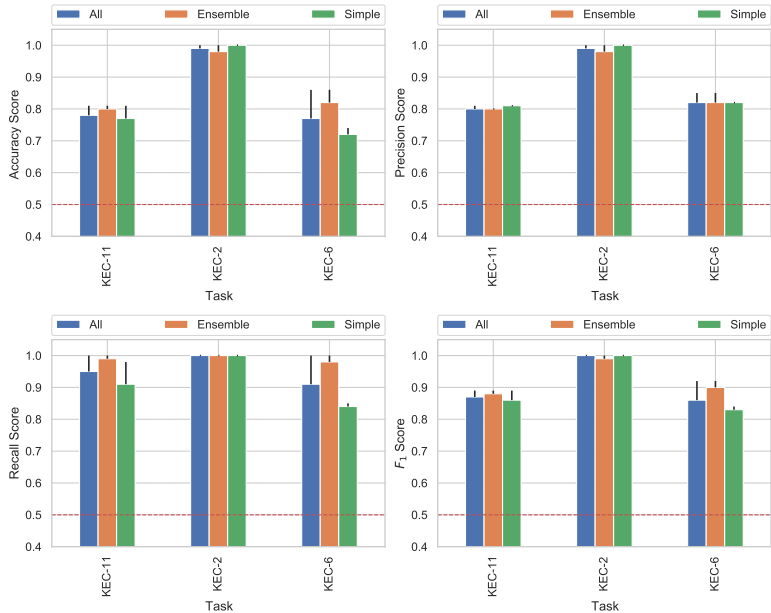 All Ensemble Simple
1.0
0.9
0.8
0.7
0.6
0.5
0.4
Accuracy Score
KEC-11 KEC-2 KEC-6
Task
All Ensemble Simple
1.0
0.9
0.8
0.7
0.6
0.5
0.4
Precision Score
KEC-11 KEC-2 KEC-6
Task
All Ensemble Simple
1.0
0.9
0.8
0.7
0.6
0.5
0.4
Recall Score
KEC-11 KEC-2 KEC-6
Task
All Ensemble Simple
1.0
0.9
0.8
0.7
0.6
0.5
0.4
F₁ Score
KEC-11 KEC-2 KEC-6
Task